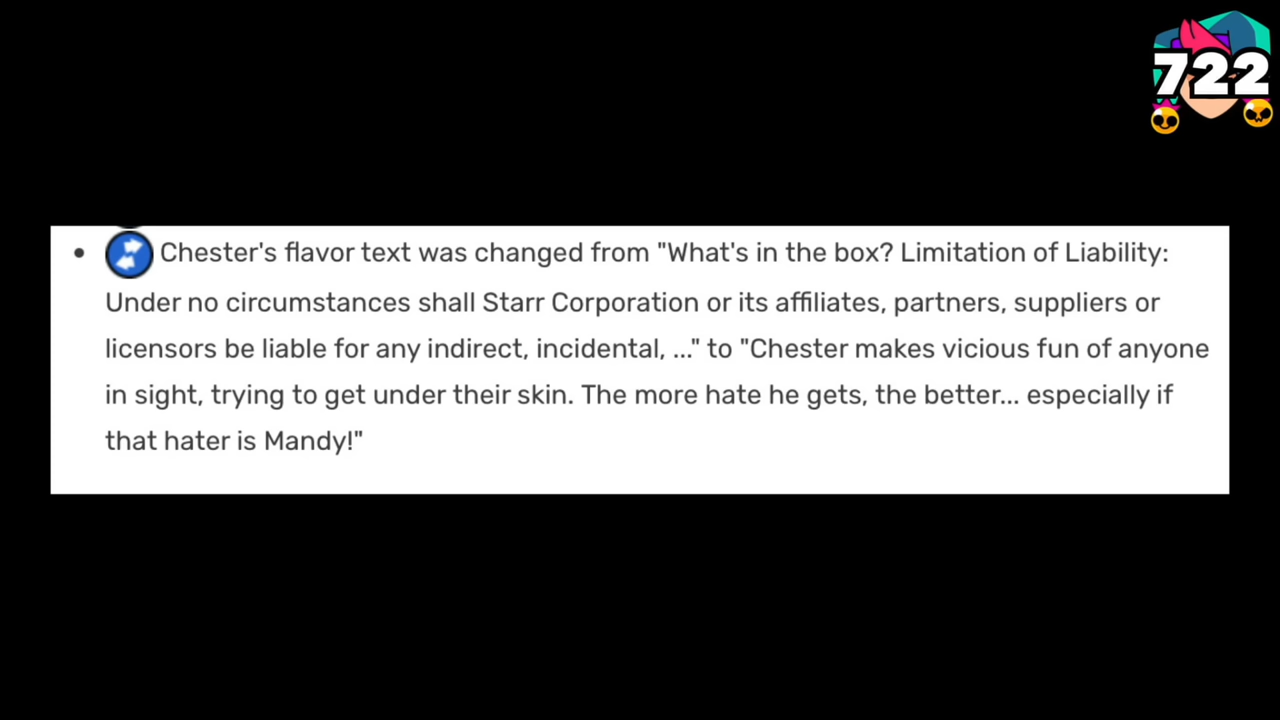 722
• Chester's flavor text was changed from "What's in the box? Limitation of Liability:
Under no circumstances shall Starr Corporation or its affiliates, partners, suppliers or
licensors be liable for any indirect, incidental, ..." to "Chester makes vicious fun of anyone
in sight, trying to get under their skin. The more hate he gets, the better... especially if
that hater is Mandy!"